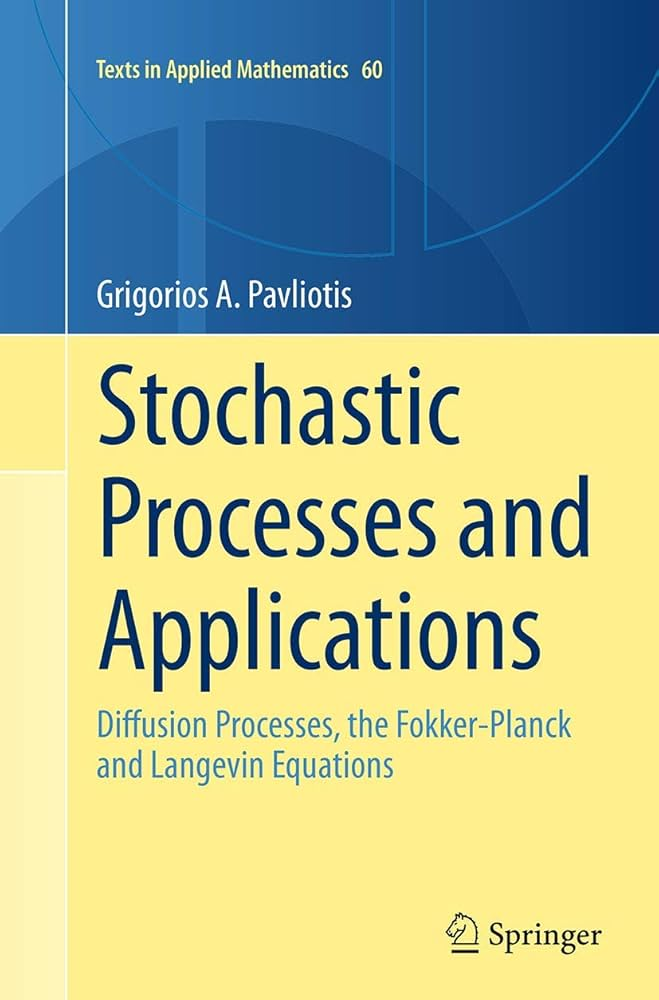 Texts in Applied Mathematics 60
Grigorios A. Pavliotis
Stochastic
Processes and
Applications
Diffusion Processes, the Fokker-Planck
and Langevin Equations
Springer